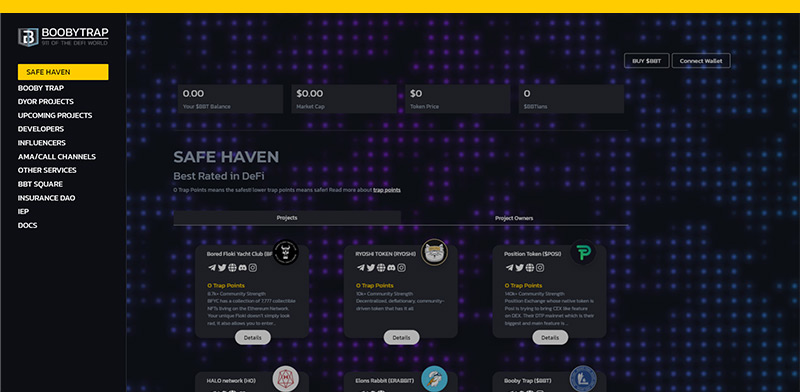 BOOBYTRAP
911 OF THE DEFI WORLD
SAFE HAVEN
BOOBY TRAP
DYOR PROJECTS
UPCOMING PROJECTS
DEVELOPERS
INFLUENCERS
AMA/CALL CHANNELS
OTHER SERVICES
BBT SQUARE
INSURANCE DAO
IEP
DOCS
BUY $BBT
Connect Wallet
0.00
Your $BBT Balance
$0.00
Market Cap
$0
Token Price
0
$BBTians
SAFE HAVEN
Best Rated in DeFi
0 Trap Points means the safest! lower trap points means safer! Read more about trap points
Projects
Project Owners
Bored Floki Yacht Club (BF
0 Trap Points
8.7k+ Community Strength
BFYC has a collection of 7,777 collectible
NFTs living on the Ethereum Network.
Your unique Floki doesn't simply look
rad, it also allows you to enter...
Details
RYOSHI TOKEN (RYOSHI)
0 Trap Points
10k+ Community Strength
Decentralized, deflationary, community-
driven token that has it all
Details
Position Token ($POSI)
0 Trap Points
140k+ Community Strength
Position Exchange whose native token is
Posi is trying to bring CEX like feature
on DEX. Their DTP mainnet which is their
biggest and main feature is...
Details
HALO network (HO)
Elons Rabbit (ERABBIT)
Booby Trap ($BBT)